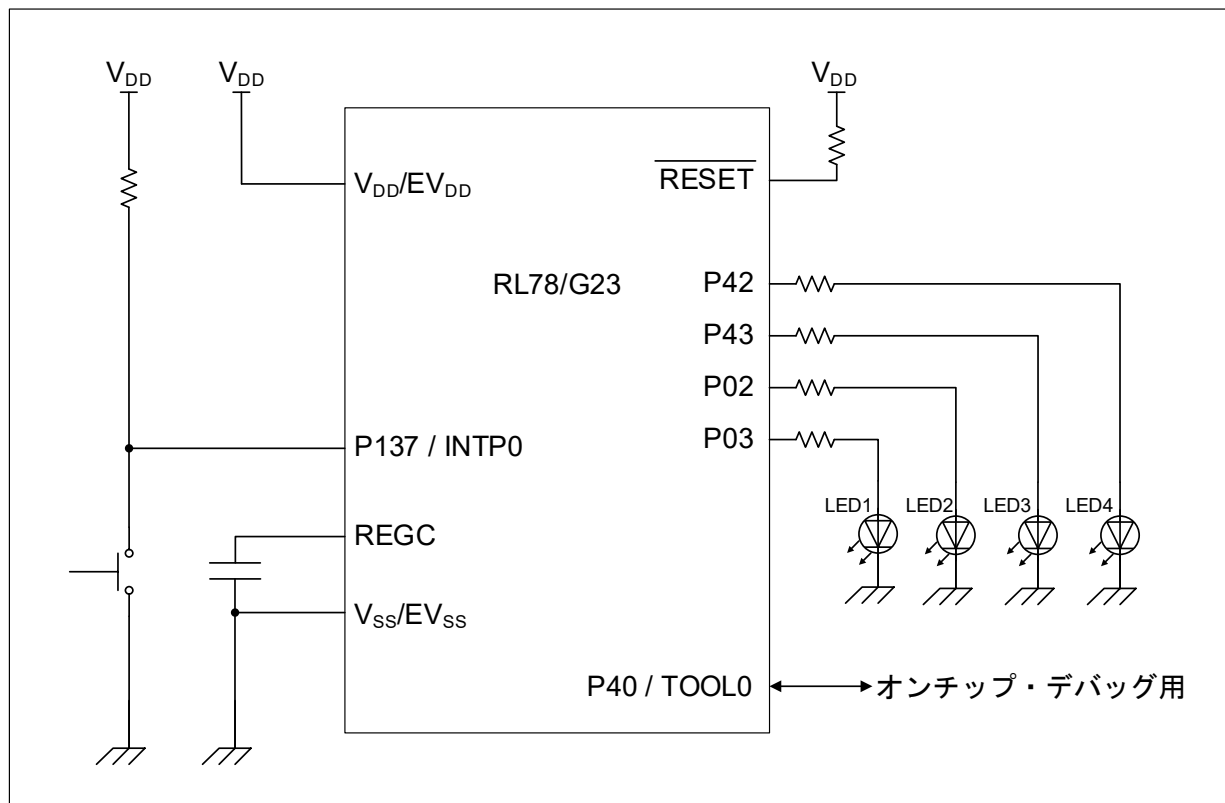 VDD
VDD
VDD
VDD/EVDD
RESET
RL78/G23
P42
P43
P02
P03
P137 / INTP0
LED1
LED2
LED3
LED4
REGC
VSS/EVSS
P40 / TOOL0
オンチップ・デバッグ用